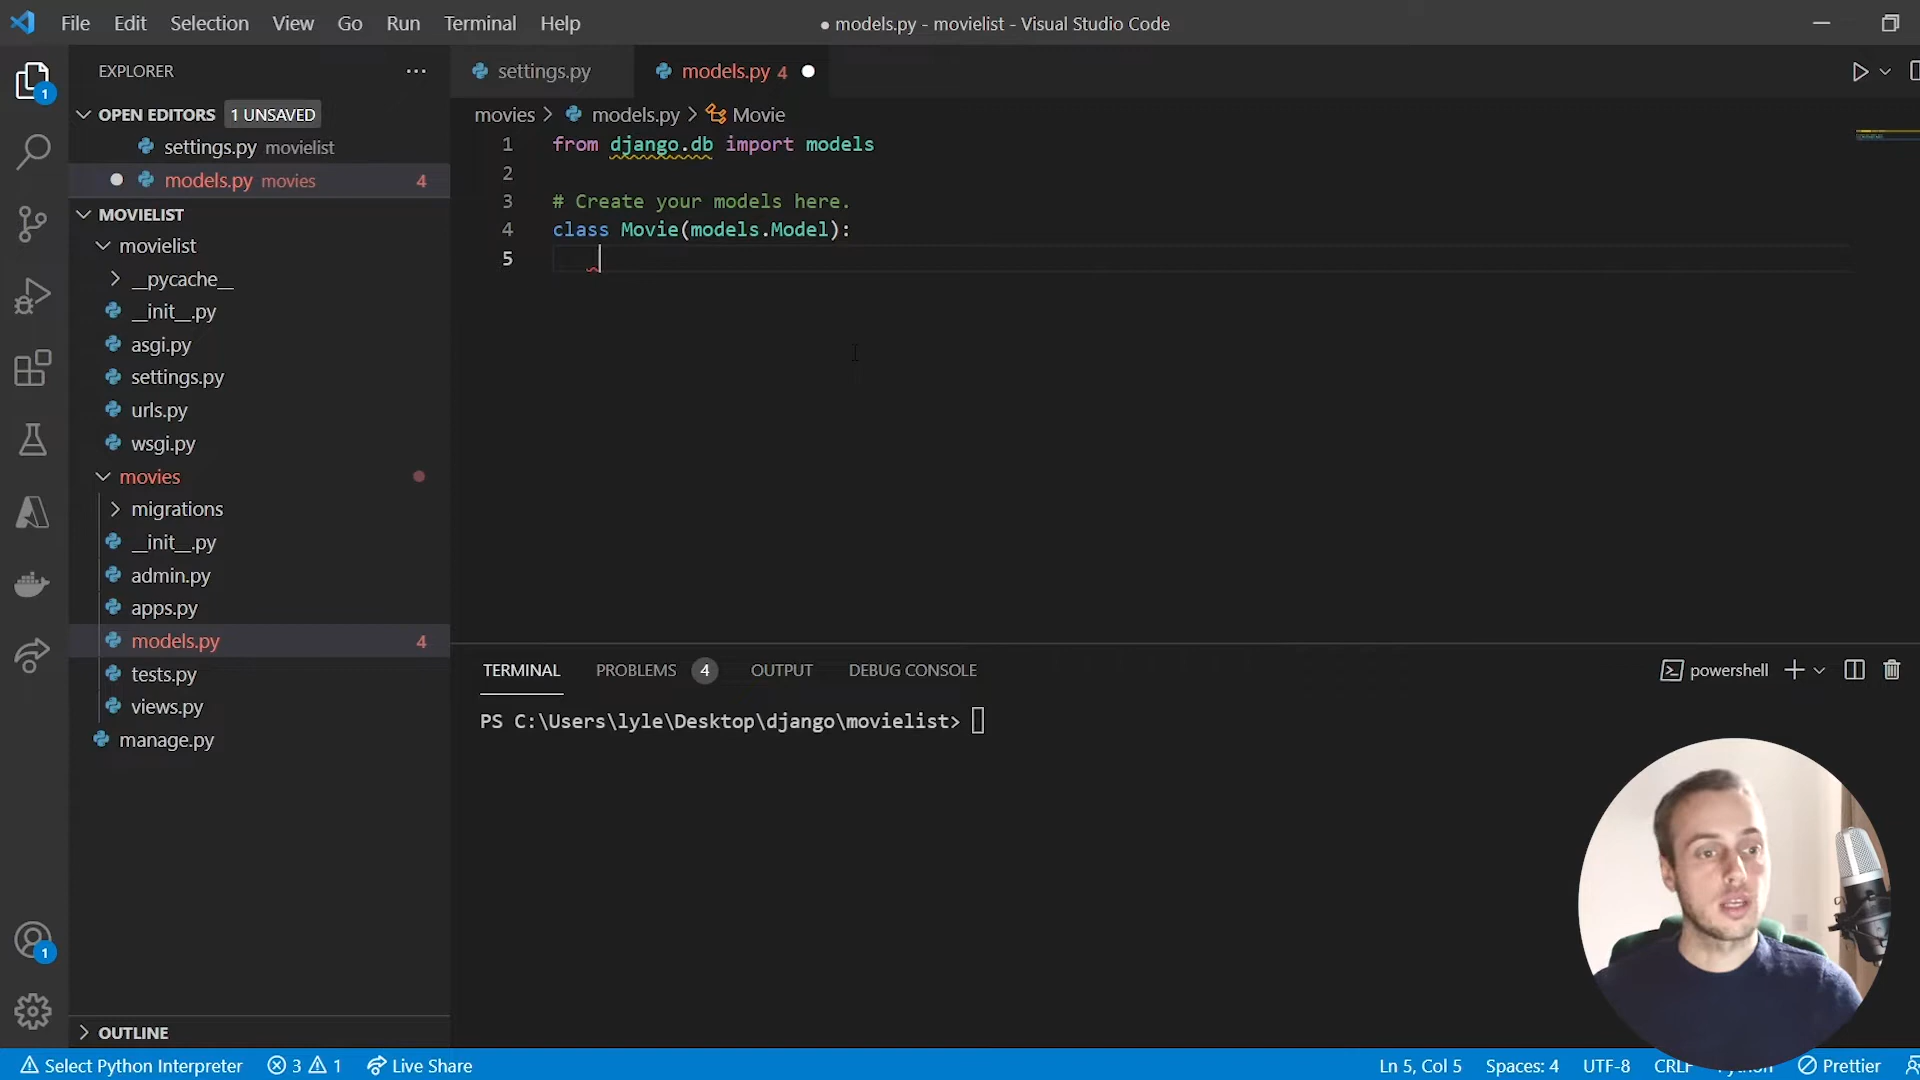 File Edit Selection View Go Run Terminal Help
● models.py - movielist - Visual Studio Code
EXPLORER
OPEN EDITORS 1 UNSAVED
settings.py movielist
models.py movies 4
MOVIELIST
movielist
__pycache__
__init__.py
asgi.py
settings.py
urls.py
wsgi.py
movies
migrations
__init__.py
admin.py
apps.py
models.py 4
tests.py
views.py
manage.py
OUTLINE
1
1
settings.py
models.py 4
movies > models.py > Movie
1 from django.db import models
2
3 # Create your models here.
4 class Movie(models.Model):
5
TERMINAL PROBLEMS 4 OUTPUT DEBUG CONSOLE
powershell
PS C:\Users\lyle\Desktop\django\movielist>
Select Python Interpreter 3 1 Live Share
Ln 5, Col 5 Spaces: 4 UTF-8 CRLF Python Prettier